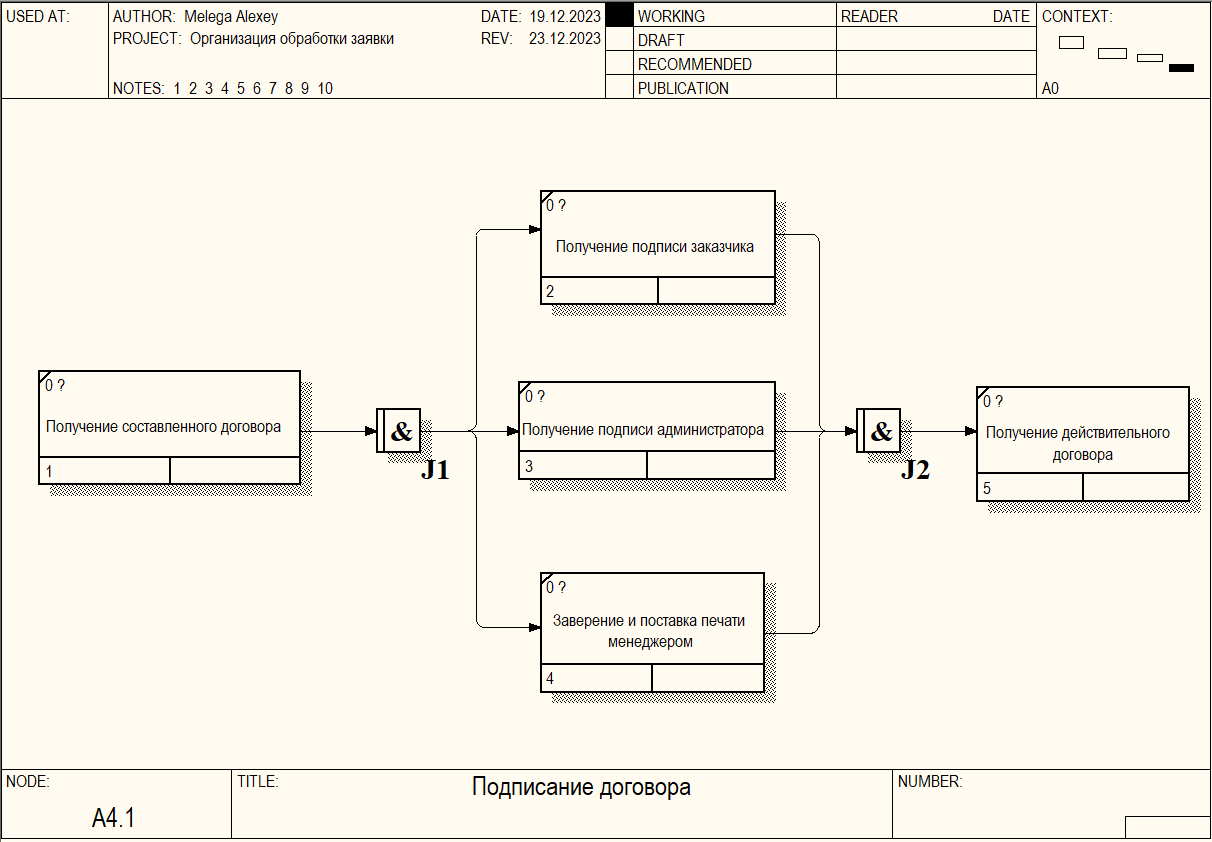 USED AT:
AUTHOR: Melega Alexey
DATE: 19.12.2023
PROJECT: Организация обработки заявки
REV: 23.12.2023
NOTES: 1 2 3 4 5 6 7 8 9 10
WORKING
DRAFT
RECOMMENDED
PUBLICATION
READER DATE
CONTEXT:
A0
0 ?
Получение подписи заказчика
2
0 ?
Получение составленного договора
1
&
J1
0 ?
Получение подписи администратора
3
&
J2
0 ?
Получение действительного
договора
5
0 ?
Заверение и поставка печати
менеджером
4
NODE:
A4.1
TITLE:
Подписание договора
NUMBER: